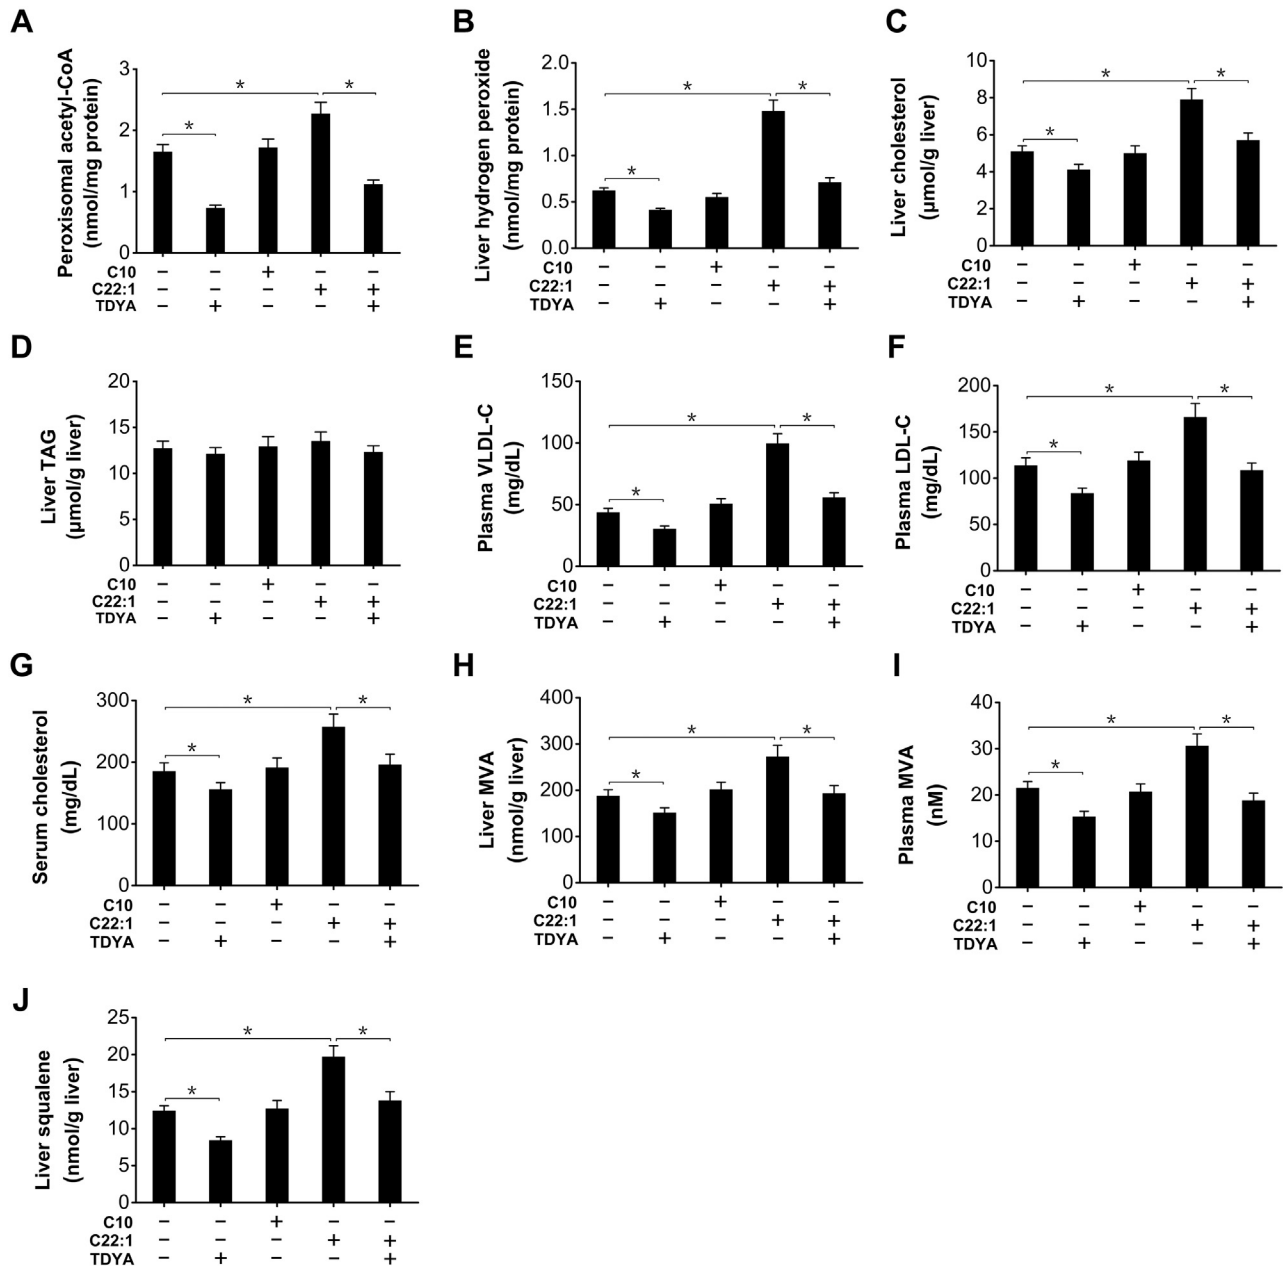 A
Peroxisomal acetyl-CoA
(nmol/mg protein)
3
2
1
0
* *
*
C10 – – + – –
C22:1 – – – + +
TDYA – + – – +
B
Liver hydrogen peroxide
(nmol/mg protein)
2.0
1.5
1.0
0.5
0.0
* *
*
C10 – – + – –
C22:1 – – – + +
TDYA – + – – +
C
Liver cholesterol
(μmol/g liver)
10
8
6
4
2
0
* *
*
C10 – – + – –
C22:1 – – – + +
TDYA – + – – +
D
Liver TAG
(μmol/g liver)
20
15
10
5
0
C10 – – + – –
C22:1 – – – + +
TDYA – + – – +
E
Plasma VLDL-C
(mg/dL)
150
100
50
0
* *
*
C10 – – + – –
C22:1 – – – + +
TDYA – + – – +
F
Plasma LDL-C
(mg/dL)
200
150
100
50
0
* *
*
C10 – – + – –
C22:1 – – – + +
TDYA – + – – +
G
Serum cholesterol
(mg/dL)
300
200
100
0
* *
*
C10 – – + – –
C22:1 – – – + +
TDYA – + – – +
H
Liver MVA
(nmol/g liver)
400
300
200
100
0
* *
*
C10 – – + – –
C22:1 – – – + +
TDYA – + – – +
I
Plasma MVA
(nM)
40
30
20
10
0
* *
*
C10 – – + – –
C22:1 – – – + +
TDYA – + – – +
J
Liver squalene
(nmol/g liver)
25
20
15
10
5
0
* *
*
C10 – – + – –
C22:1 – – – + +
TDYA – + – – +